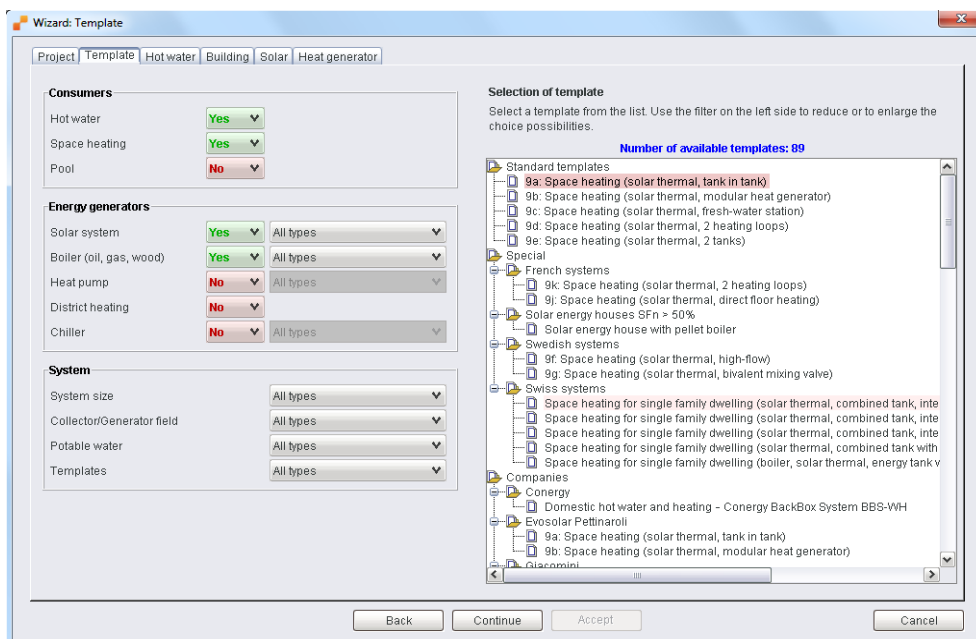 Wizard: Template
Project Template Hot water Building Solar Heat generator
Consumers
Hot water Yes
Space heating Yes
Pool No
Energy generators
Solar system Yes All types
Boiler (oil, gas, wood) Yes All types
Heat pump No All types
District heating No
Chiller No All types
System
System size All types
Collector/Generator field All types
Potable water All types
Templates All types
Selection of template
Select a template from the list. Use the filter on the left side to reduce or to enlarge the
choice possibilities.
Number of available templates: 89
Standard templates
9a: Space heating (solar thermal, tank in tank)
9b: Space heating (solar thermal, modular heat generator)
9c: Space heating (solar thermal, fresh-water station)
9d: Space heating (solar thermal, 2 heating loops)
9e: Space heating (solar thermal, 2 tanks)
Special
French systems
9k: Space heating (solar thermal, 2 heating loops)
9j: Space heating (solar thermal, direct floor heating)
Solar energy houses SFn > 50%
Solar energy house with pellet boiler
Swedish systems
9f: Space heating (solar thermal, high-flow)
9g: Space heating (solar thermal, bivalent mixing valve)
Swiss systems
Space heating for single family dwelling (solar thermal, combined tank, inte
Space heating for single family dwelling (solar thermal, combined tank, inte
Space heating for single family dwelling (solar thermal, combined tank, inte
Space heating for single family dwelling (solar thermal, combined tank with
Space heating for single family dwelling (boiler, solar thermal, energy tank v
Companies
Conergy
Domestic hot water and heating - Conergy BackBox System BBS-WH
Evosolar Pettinaroli
9a: Space heating (solar thermal, tank in tank)
9b: Space heating (solar thermal, modular heat generator)
Giacomini
Back Continue Accept Cancel